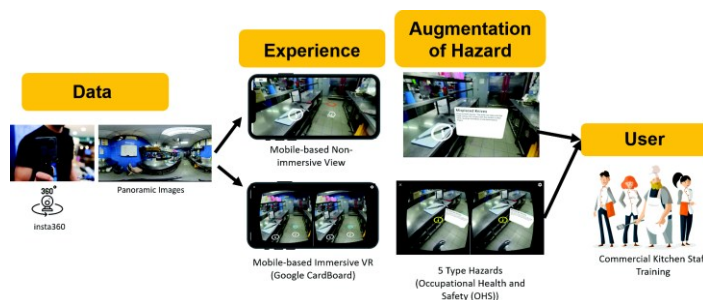 Data
360°
insta360
Panoramic Images
Experience
Mobile-based Non-
immersive View
Mobile-based Immersive VR
(Google CardBoard)
Augmentation
of Hazard
5 Type Hazards
(Occupational Health and
Safety (OHS))
User
Commercial Kitchen Staf
Training